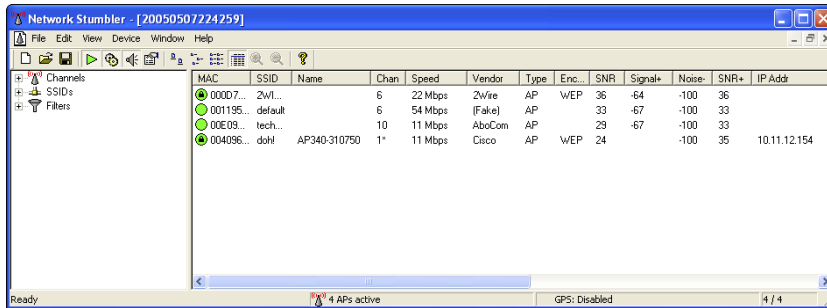 Network Stumbler - [20050507224259]
File Edit View Device Window Help
Channels
SSIDs
Filters
MAC SSID Name Chan Speed Vendor Type Enc... SNR Signal+ Noise- SNR+ IP Addr
000D7... 2WI... 6 22 Mbps 2Wire AP WEP 36 -64 -100 36
001195... default 6 54 Mbps (Fake) AP 33 -67 -100 33
00E09... tech... 10 11 Mbps AboCom AP 29 -67 -100 33
004096... doh! AP340-310750 1* 11 Mbps Cisco AP WEP 24 -100 35 10.11.12.154
Ready 4 APs active GPS: Disabled 4 / 4